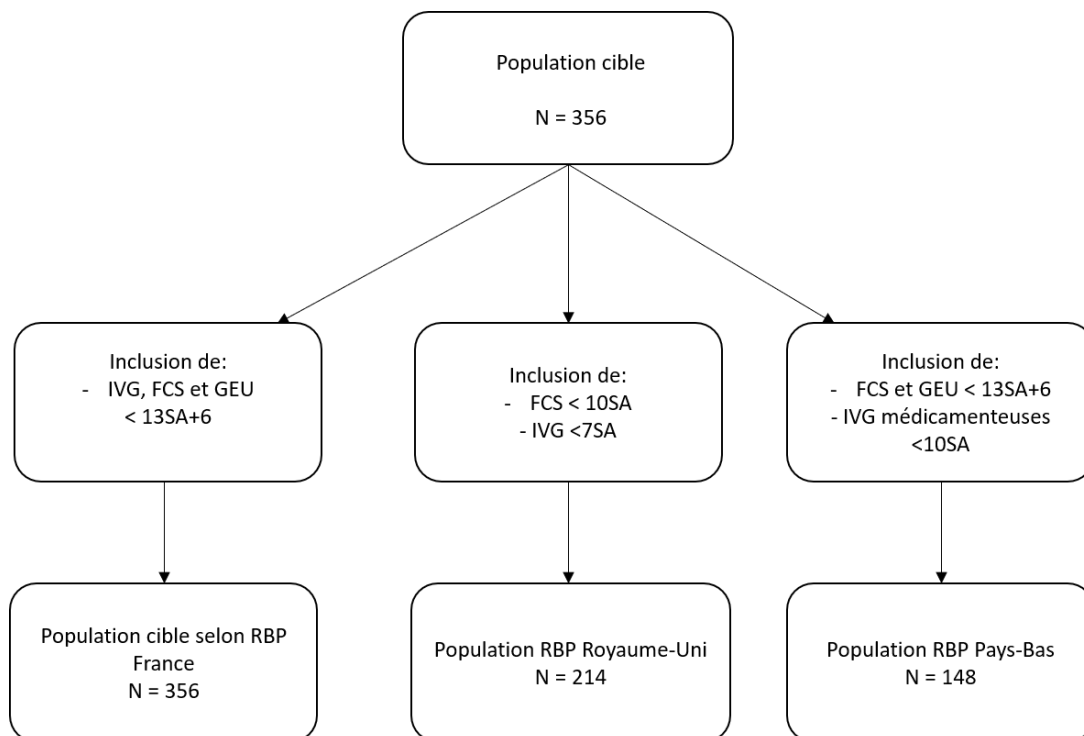 Population cible
N = 356
Inclusion de:
- IVG, FCS et GEU
< 13SA+6
Inclusion de:
- FCS < 10SA
- IVG <7SA
Inclusion de:
- FCS et GEU < 13SA+6
- IVG médicamenteuses
<10SA
Population cible selon RBP
France
N = 356
Population RBP Royaume-Uni
N = 214
Population RBP Pays-Bas
N = 148